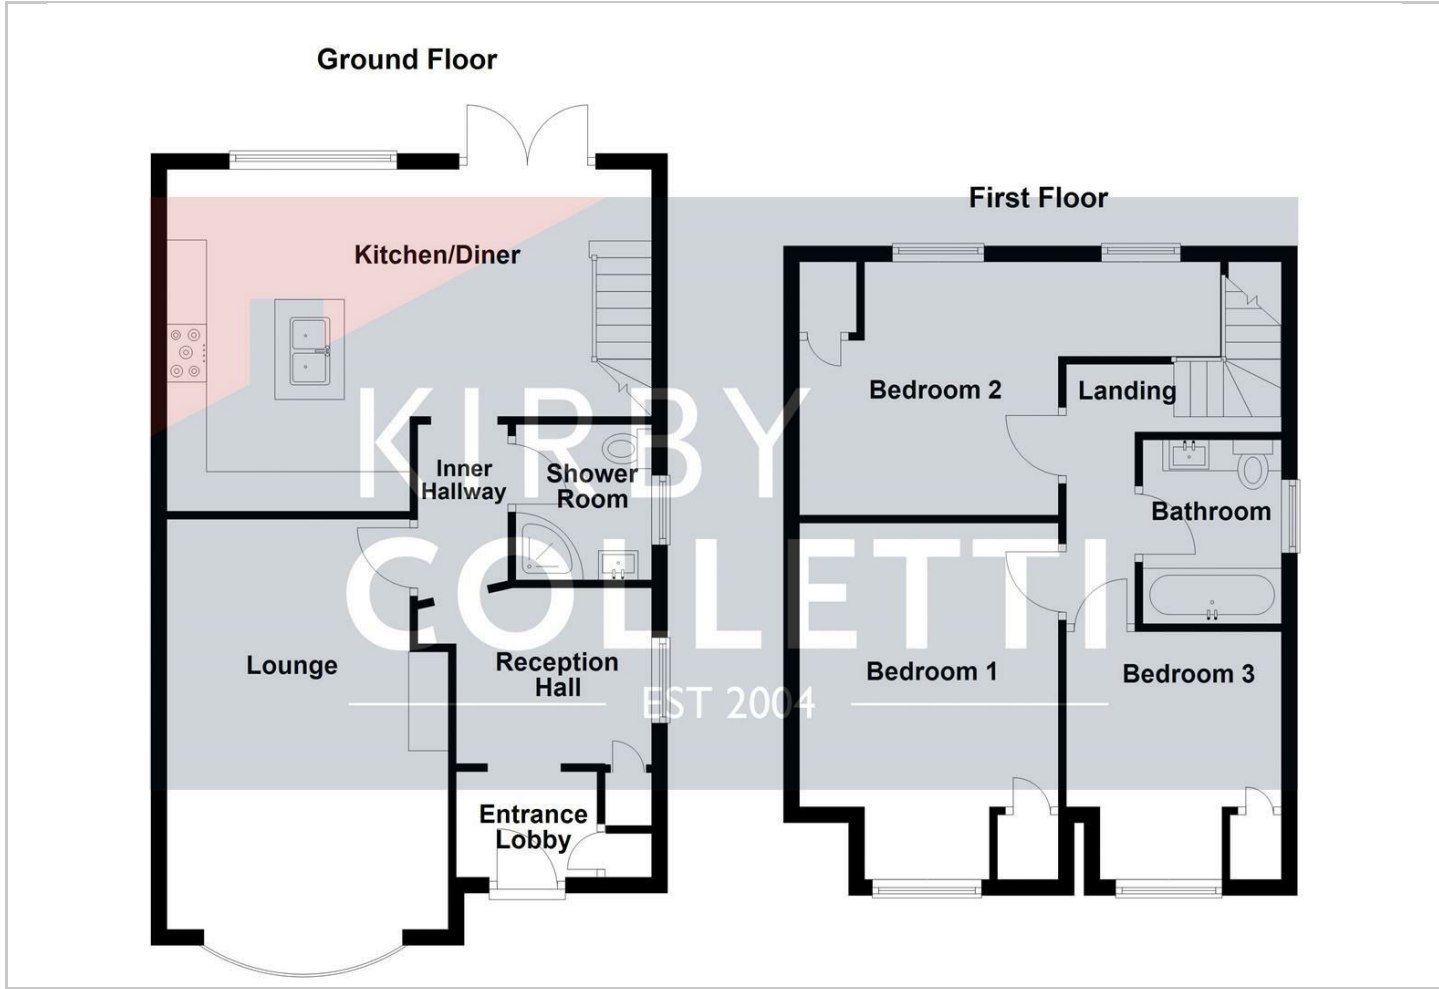 Ground Floor
Kitchen/Diner
Inner
Hallway
Shower
Room
Lounge
Reception
Hall
Entrance
Lobby
First Floor
Bedroom 2
Landing
Bathroom
Bedroom 1
Bedroom 3
KIRBY
COLLETTI
EST 2004